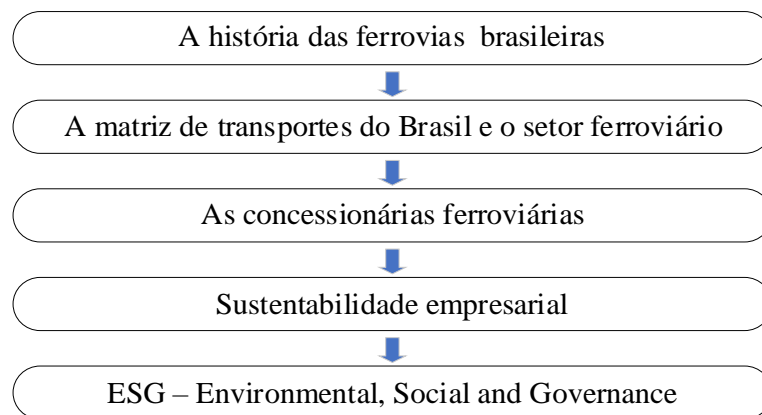 A história das ferrovias brasileiras
A matriz de transportes do Brasil e o setor ferroviário
As concessionárias ferroviárias
Sustentabilidade empresarial
ESG – Environmental, Social and Governance